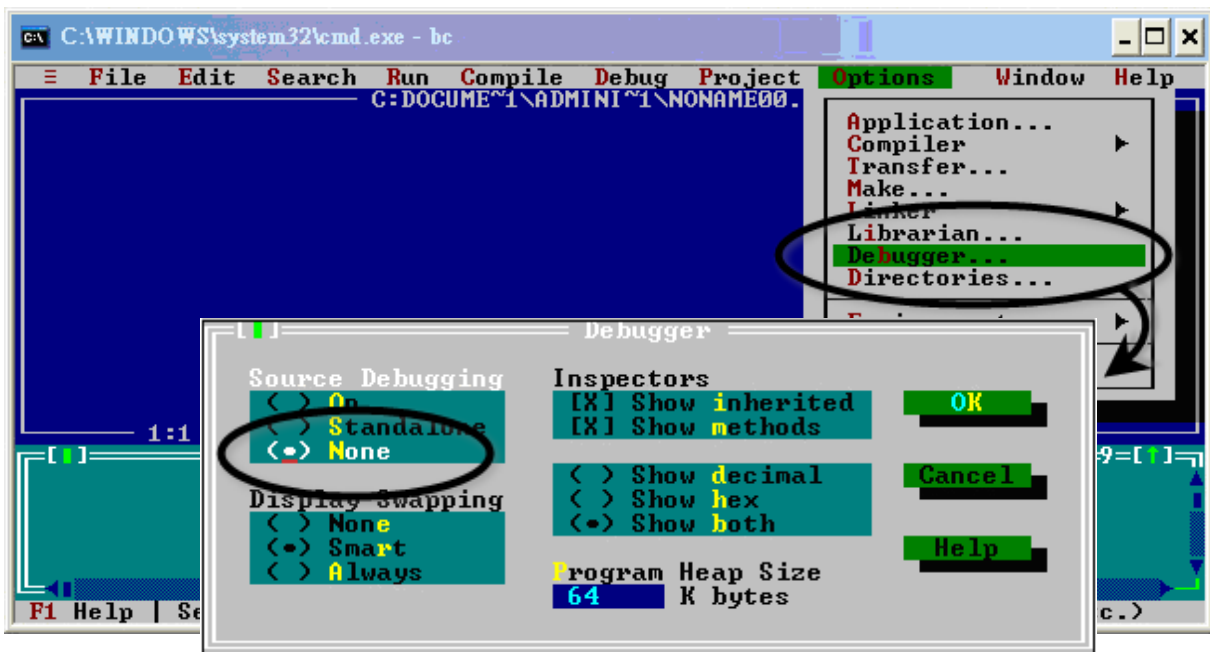 C:\WINDOWS\system32\cmd.exe - bc
≡ File Edit Search Run Compile Debug Project Options Window Help
C:DOCUME~1\ADMINI~1\NONAME00.
Application...
Compiler
Transfer...
Make...
Linker
Librarian...
Debugger...
Directories...
1:1
[ ]
9=[↑]
F1 Help | Se
c.)
Debugger
Source Debugging
( ) On
( ) Standalone
(•) None
Display Swapping
( ) None
(•) Smart
( ) Always
Inspectors
[X] Show inherited
[X] Show methods
( ) Show decimal
( ) Show hex
(•) Show both
Program Heap Size
64 K bytes
OK
Cancel
Help